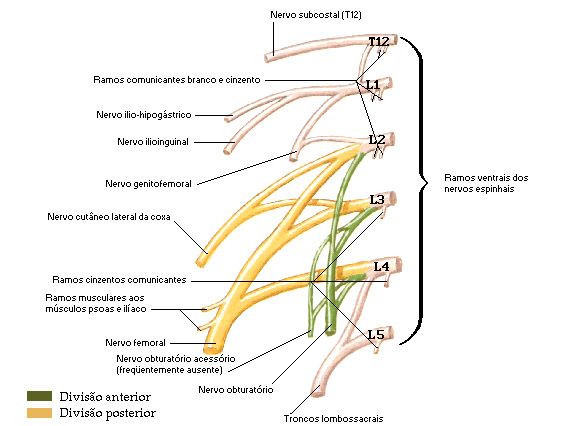 Nervo subcostal (T12)
T12
Ramos comunicantes branco e cinzento
L1
Nervo ilio-hipogástrico
Nervo ilioinguinal
L2
Nervo genitofemoral
Ramos ventrais dos
nervos espinhais
L3
Nervo cutâneo lateral da coxa
L4
Ramos cinzentos comunicantes
Ramos musculares aos
músculos psoas e ilíaco
L5
Nervo femoral
Nervo obturatório acessório
(freqüentemente ausente)
Nervo obturatório
Divisão anterior
Divisão posterior
Troncos lombossacrais